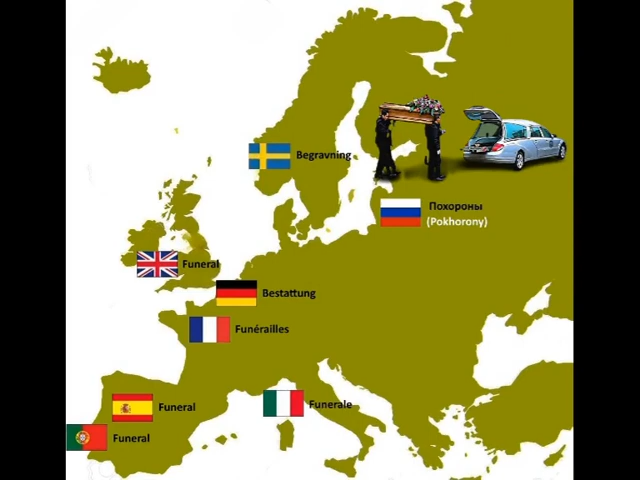 Begravning
Похороны
(Pokhorony)
Funeral
Bestattung
Funérailles
Funeral
Funerale
Funeral